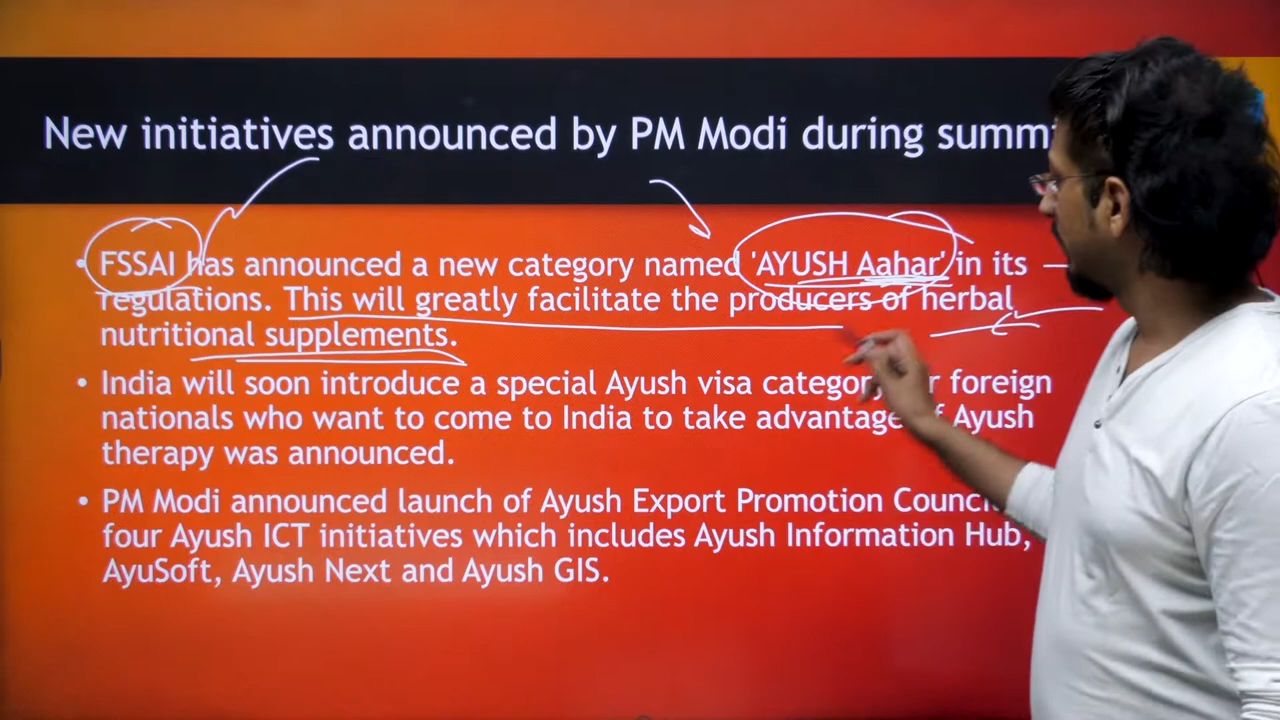 New initiatives announced by PM Modi during
• FSSAI has announced a new category named 'AYUSH Aahar' in its
regulations. This will greatly facilitate the producers of herbal
nutritional supplements.
• India will soon introduce a special Ayush visa foreign
nationals who want to come to India to take advantage Ayush
therapy was announced.
• PM Modi announced launch of Ayush Export Promotion
four Ayush ICT initiatives which includes Ayush Information Hub,
AyuSoft, Ayush Next and Ayush GIS.